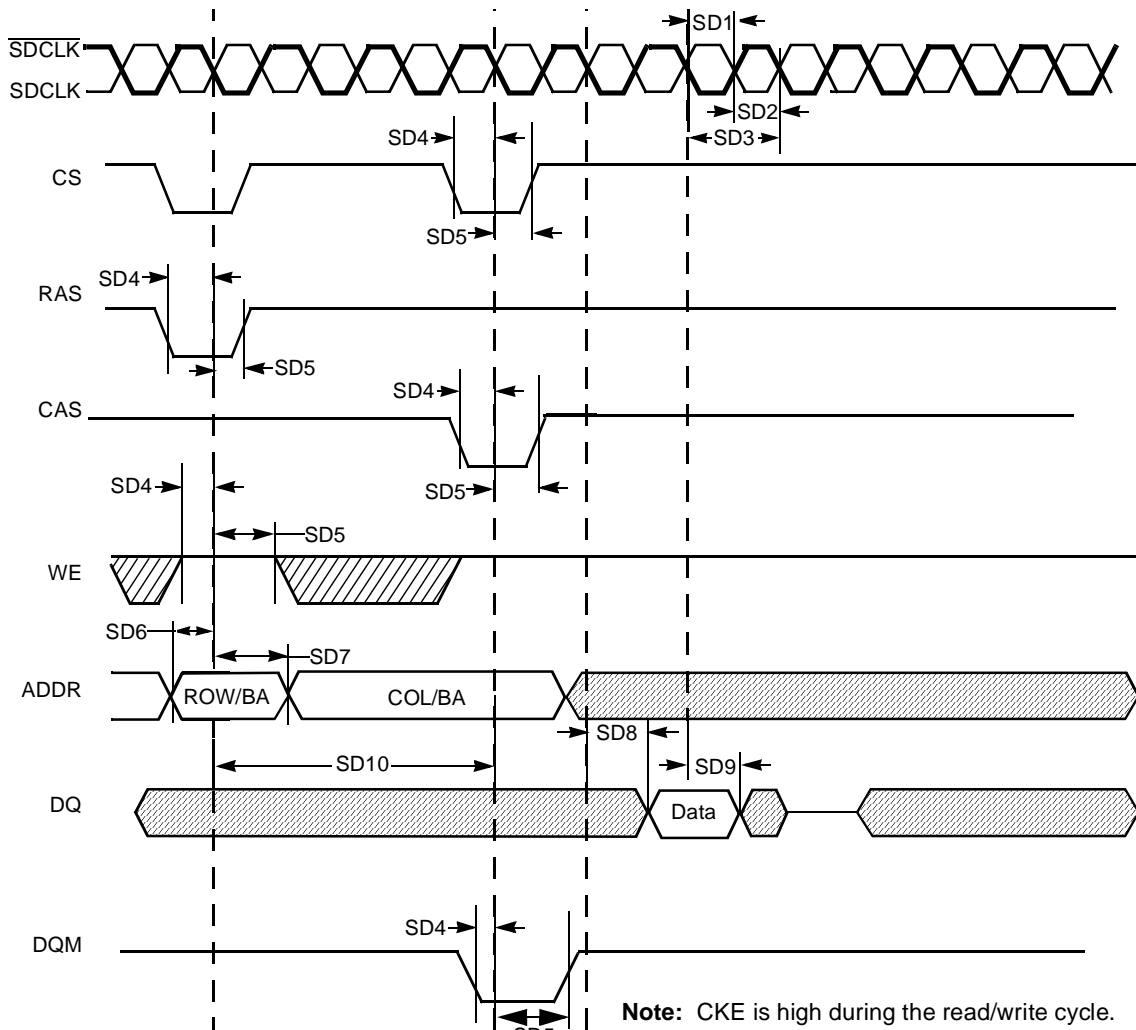 SD1
SDCLK
SDCLK
SD2
SD4
SD3
CS
SD5
SD4
RAS
SD5
SD4
CAS
SD4
SD5
SD5
WE
SD6
SD7
ADDR
ROW/BA
COL/BA
SD8
SD10
SD9
DQ
Data
SD4
DQM
Note: CKE is high during the read/write cycle.